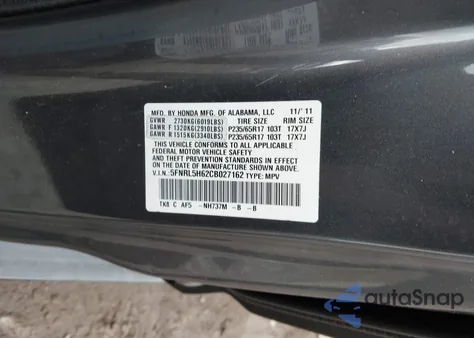 MFD. BY HONDA MFG. OF ALABAMA, LLC 11/'11
GVWR 2730KG(6019LBS) TIRE SIZE RIM SIZE
GAWR F 1320KG(2910LBS) P235/65R17 103T 17X7J
GAWR R 1515KG(3340LBS) P235/65R17 103T 17X7J
THIS VEHICLE CONFORMS TO ALL APPLICABLE
FEDERAL MOTOR VEHICLE SAFETY AND THEFT
PREVENTION STANDARDS IN EFFECT ON THE
DATE OF MANUFACTURE SHOWN ABOVE.
V.I.N.: 5FNRL5H62CB027162 TYPE: MPV
TK8 C AF5 -NH737M -B -B
autoSnap